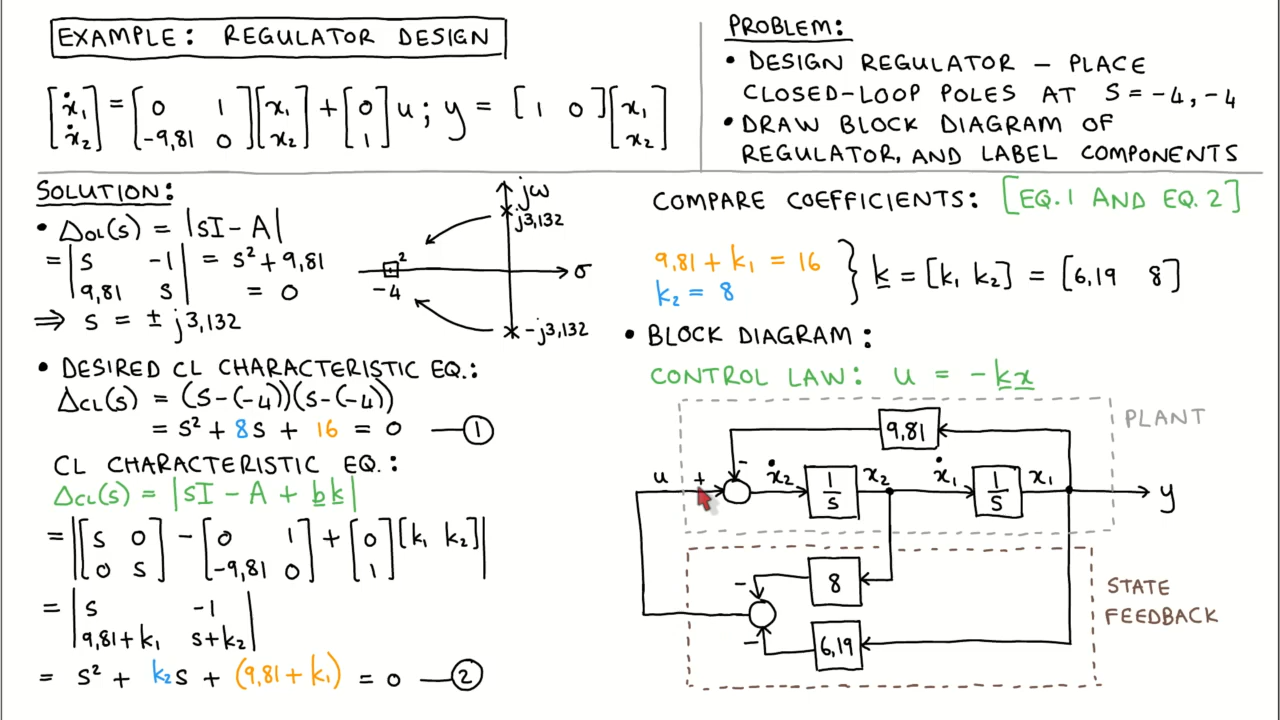 EXAMPLE: REGULATOR DESIGN
[ẋ₁ ẋ₂] = [0 1 -9,81 0] [x₁ x₂] + [0 1] u ; y = [1 0] [x₁ x₂]
PROBLEM:
• DESIGN REGULATOR – PLACE
CLOSED-LOOP POLES AT S = -4, -4
• DRAW BLOCK DIAGRAM OF
REGULATOR, AND LABEL COMPONENTS
SOLUTION:
• Δ_OL(s) = |sI - A|
= |s -1 9,81 s| = s² + 9,81
= 0
⇒ s = ± j3,132
jω
j3,132
2
σ
-4
-j3,132
• DESIRED CL CHARACTERISTIC EQ.:
Δ_CL(s) = (s-(-4))(s-(-4))
= s² + 8s + 16 = 0 —①
CL CHARACTERISTIC EQ.:
Δ_CL(s) = |sI - A + bk|
= |[s 0 0 s] - [0 1 -9,81 0] + [0 1] [k₁ k₂]|
= |s -1 9,81+k₁ s+k₂|
= s² + k₂s + (9,81 + k₁) = 0 —②
COMPARE COEFFICIENTS: [EQ.1 AND EQ.2]
9,81 + k₁ = 16
k₂ = 8
} k = [k₁ k₂] = [6,19 8]
• BLOCK DIAGRAM:
CONTROL LAW: u = -kx
PLANT
9,81
-
u + ẋ₂ 1/s x₂ ẋ₁ 1/s x₁ y
- 8
STATE
FEEDBACK
- 6,19